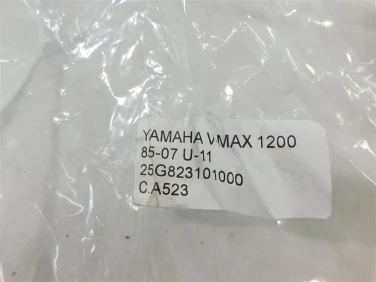 YAMAHA VMAX 1200
85-07 U-11
25G823101000
C.A523